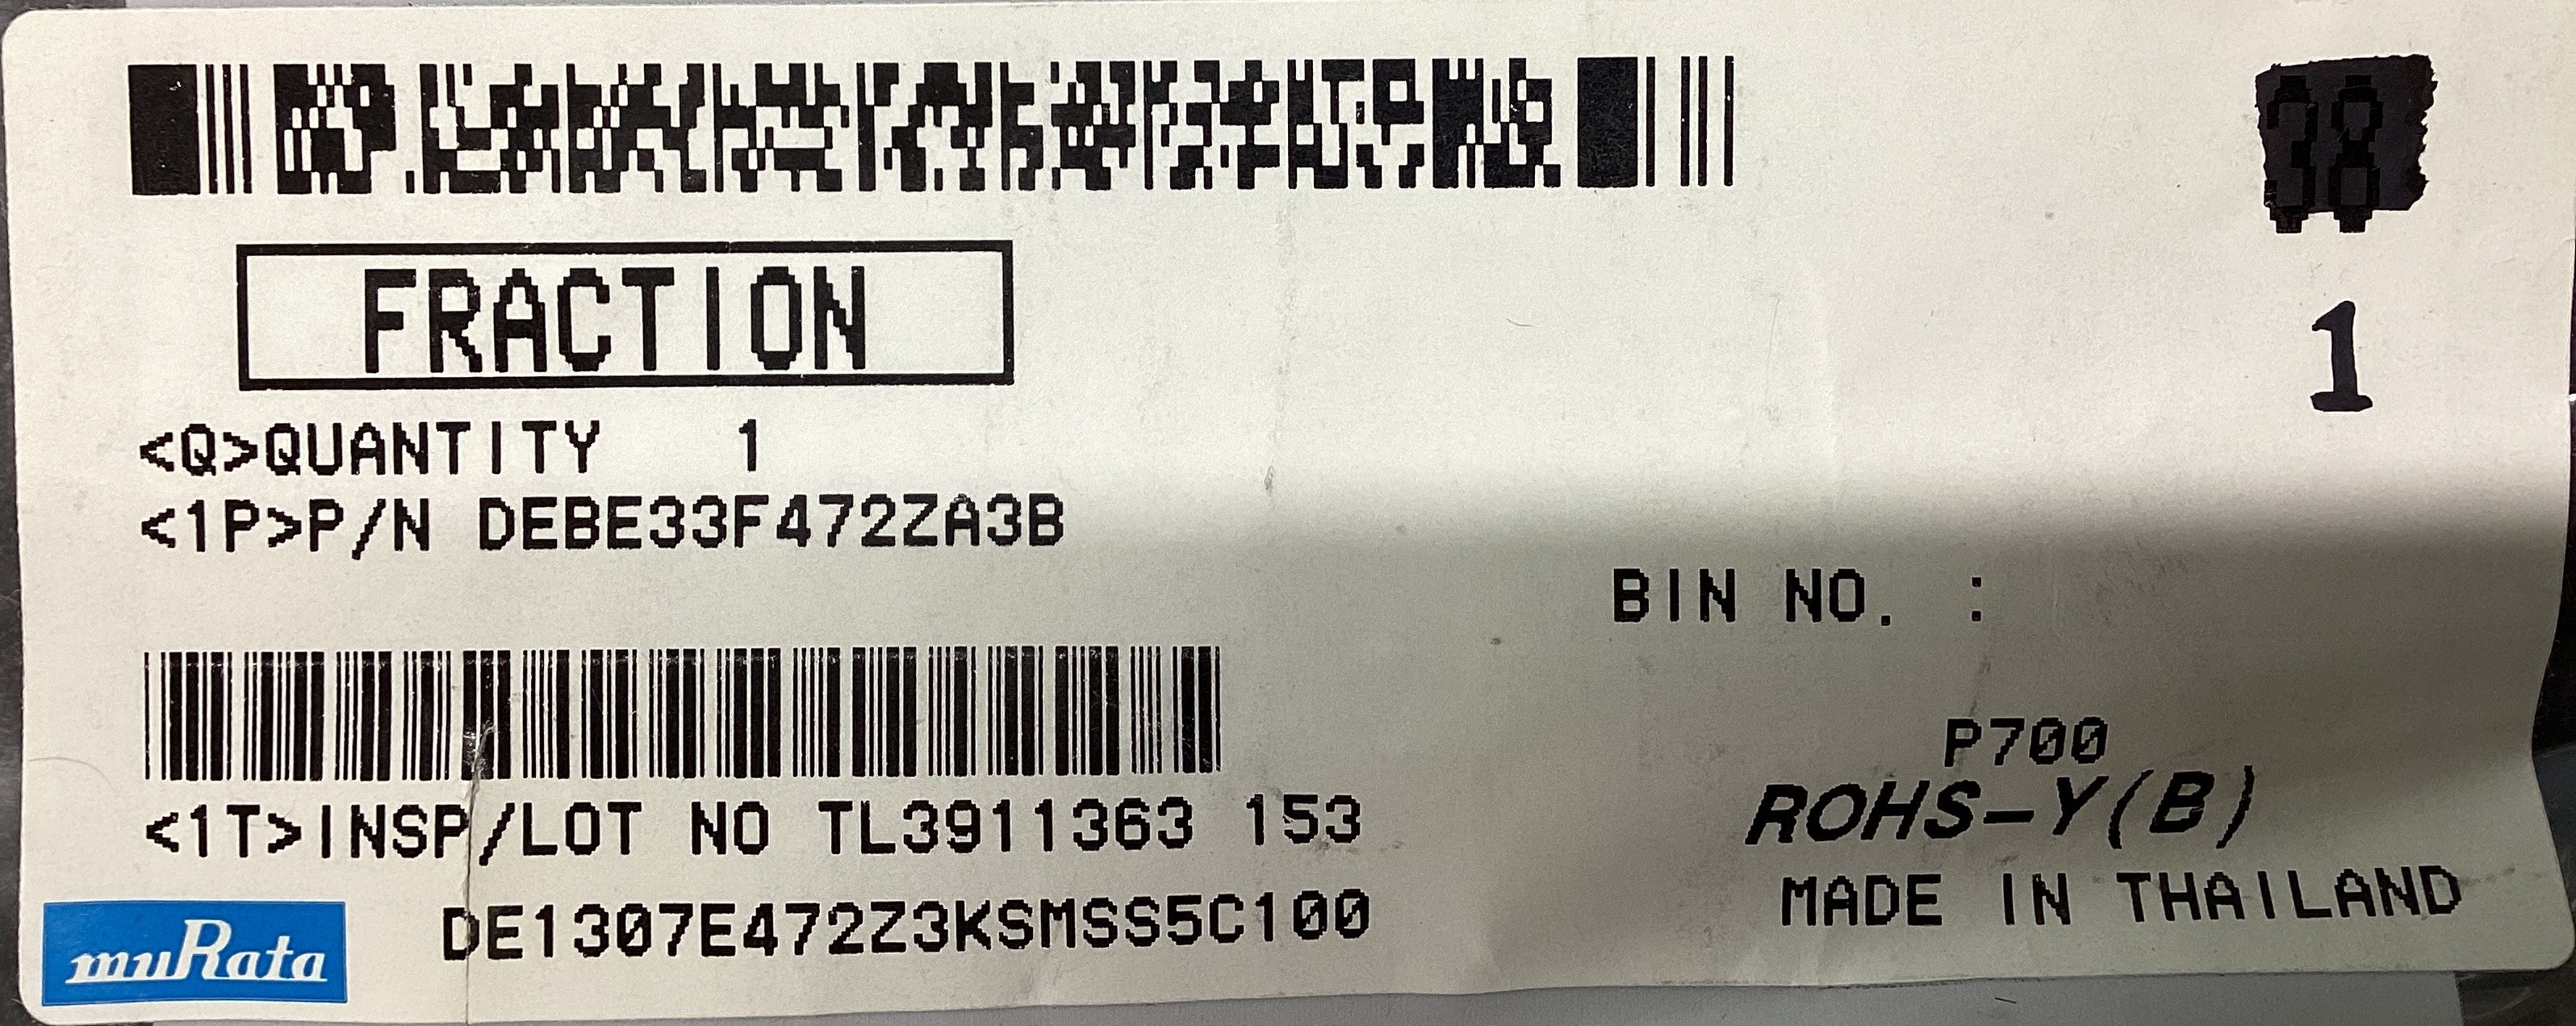 38
FRACTION
1
<Q>QUANTITY 1
<1P>P/N DEBE33F472ZA3B
BIN NO. :
P700
ROHS-Y(B)
<1T>INSP/LOT NO TL3911363 153
MADE IN THAILAND
muRata
DE1307E472Z3KSMSS5C100